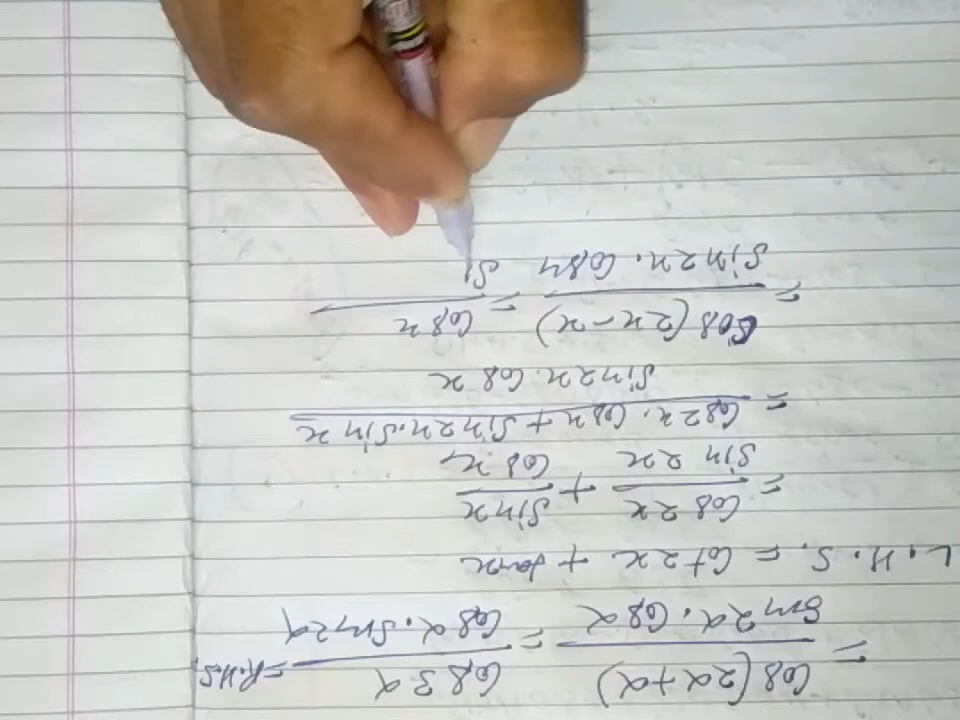 = Cos(2α+α) / Sin2α. Cosα = Cos3α / Cosα. Sin2α = R.H.S.
L.H.S. = Cot2x + tanx
= Cos2x / Sin2x + Sinx / Cosx
= Cos2x. Cosx + Sin2x. Sinx / Sin2x. Cosx
= Cos(2x-x) / Sin2x. Cosx = Cosx / Si